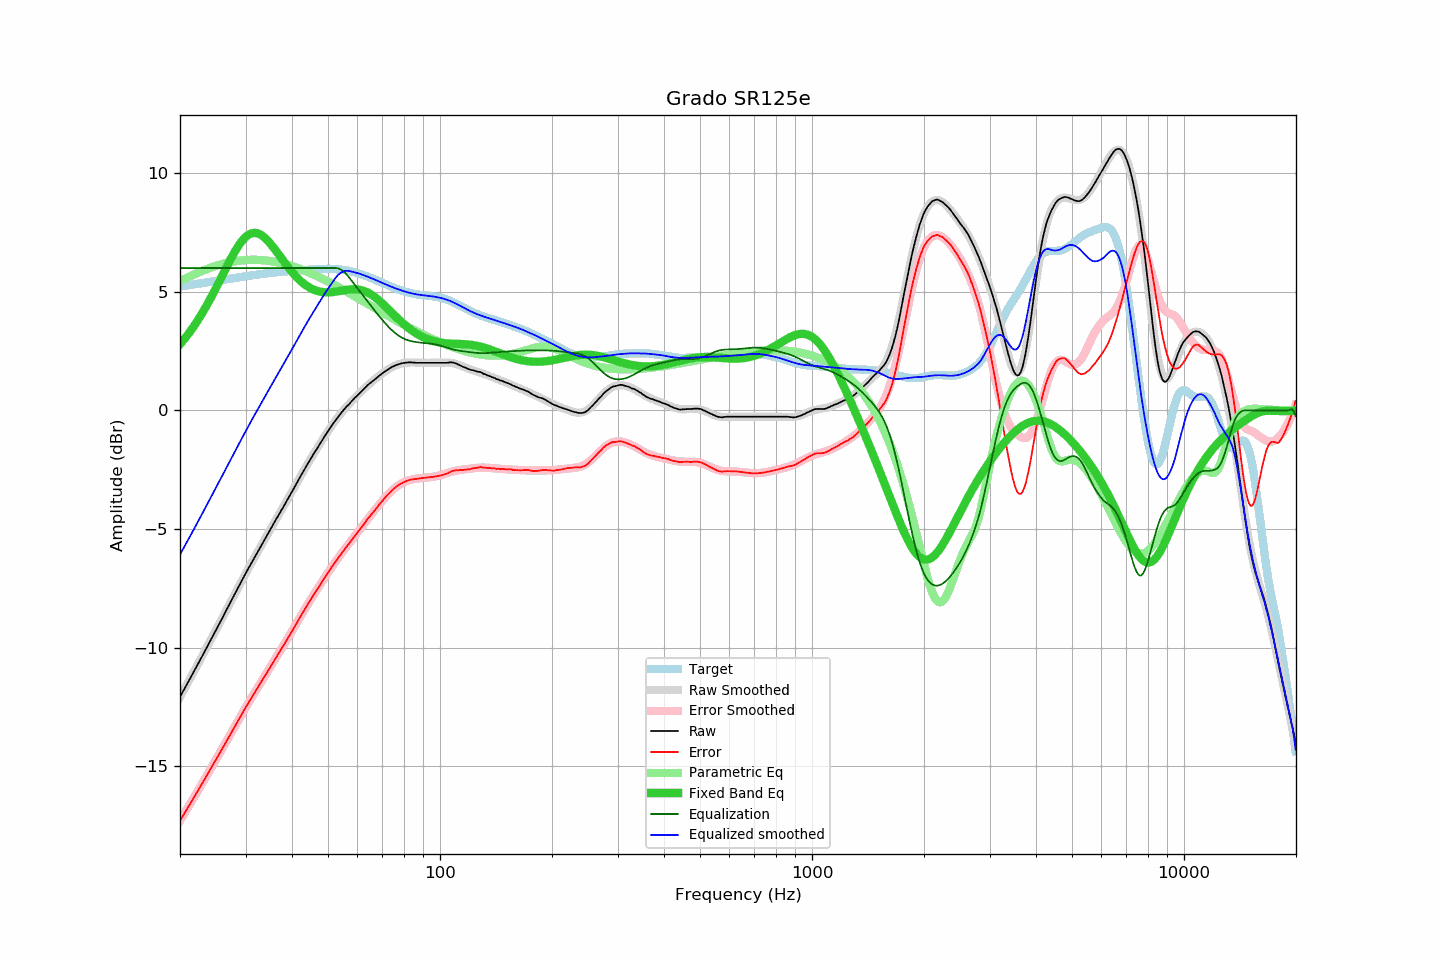 Grado SR125e
10
5
0
−5
−10
−15
Amplitude (dBr)
Target
Raw Smoothed
Error Smoothed
Raw
Error
Parametric Eq
Fixed Band Eq
Equalization
Equalized smoothed
100
1000
10000
Frequency (Hz)